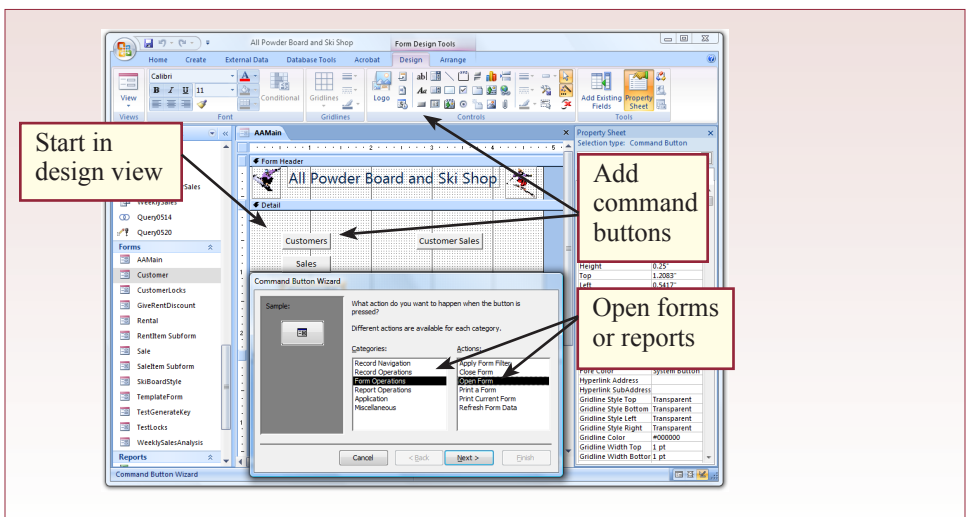 All Powder Board and Ski Shop
Form Design Tools
Home Create External Data Database Tools Acrobat Design Arrange
Calibri
B I U 11
View
Conditional
Gridlines
Logo
Add Existing Fields
Property Sheet
Views Font Gridlines Controls Tools
Start in
design view
AAMain
Property Sheet
Selection type: Command Button
Form Header
All Powder Board and Ski Shop
Detail
Customers
Customer Sales
Sales
Add
command
buttons
Sales
WeeklySales
Query0514
Query0520
Forms
AAMain
Customer
CustomerLocks
GiveRentDiscount
Rental
RentItem Subform
Sale
SaleItem Subform
SkiBoardStyle
TemplateForm
TestGenerateKey
TestLocks
WeeklySalesAnalysis
Reports
Command Button Wizard
Command Button Wizard
Sample:
What action do you want to happen when the button is
pressed?
Different actions are available for each category.
Categories:
Actions:
Record Navigation
Record Operations
Form Operations
Report Operations
Application
Miscellaneous
Apply Form Filter
Close Form
Open Form
Print a Form
Print Current Form
Refresh Form Data
Cancel < Back Next > Finish
Open forms
or reports
Height 0.25"
Top 1.2083"
Left 0.5417"
Fore Color System Button
Hyperlink Address
Hyperlink SubAddress
Gridline Style Top Transparent
Gridline Style Bottom Transparent
Gridline Style Left Transparent
Gridline Style Right Transparent
Gridline Color #000000
Gridline Width Top 1 pt
Gridline Width Bottor 1 pt